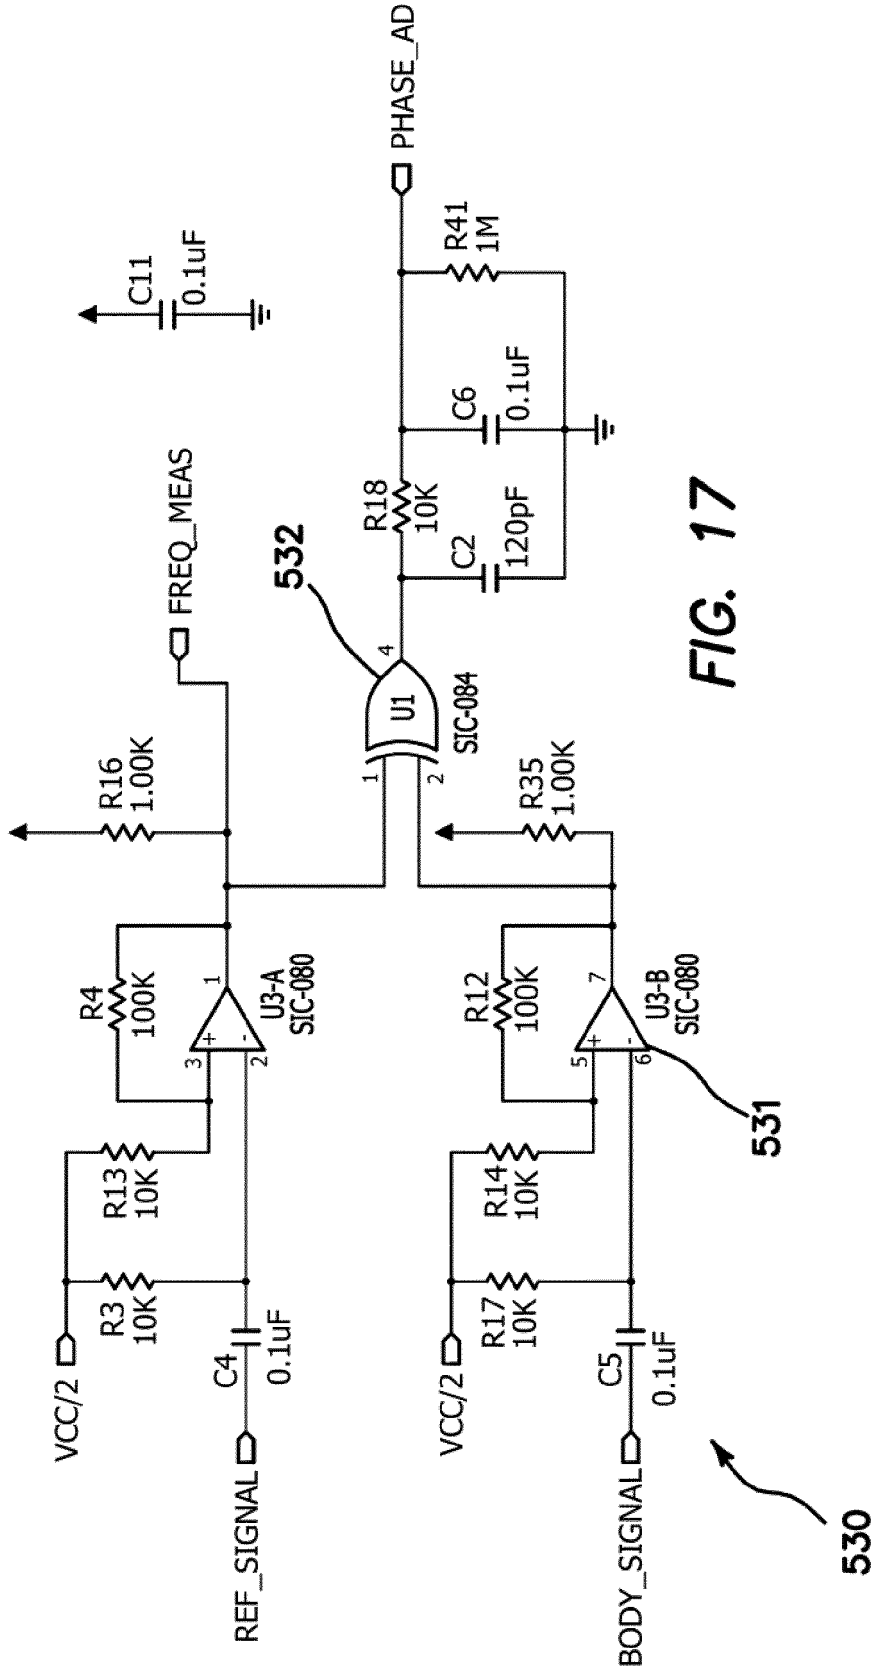 VCC/2
R3
10K
R13
10K
R4
100K
R16
1.00K
FREQ_MEAS
C11
0.1uF
REF_SIGNAL
C4
0.1uF
3
+
-
2
1
U3-A
SIC-080
532
1
2
U1
4
SIC-084
R18
10K
C2
120pF
C6
0.1uF
R41
1M
PHASE_AD
VCC/2
R17
10K
R14
10K
R12
100K
R35
1.00K
BODY_SIGNAL
C5
0.1uF
5
+
-
6
7
U3-B
SIC-080
531
530
FIG. 17